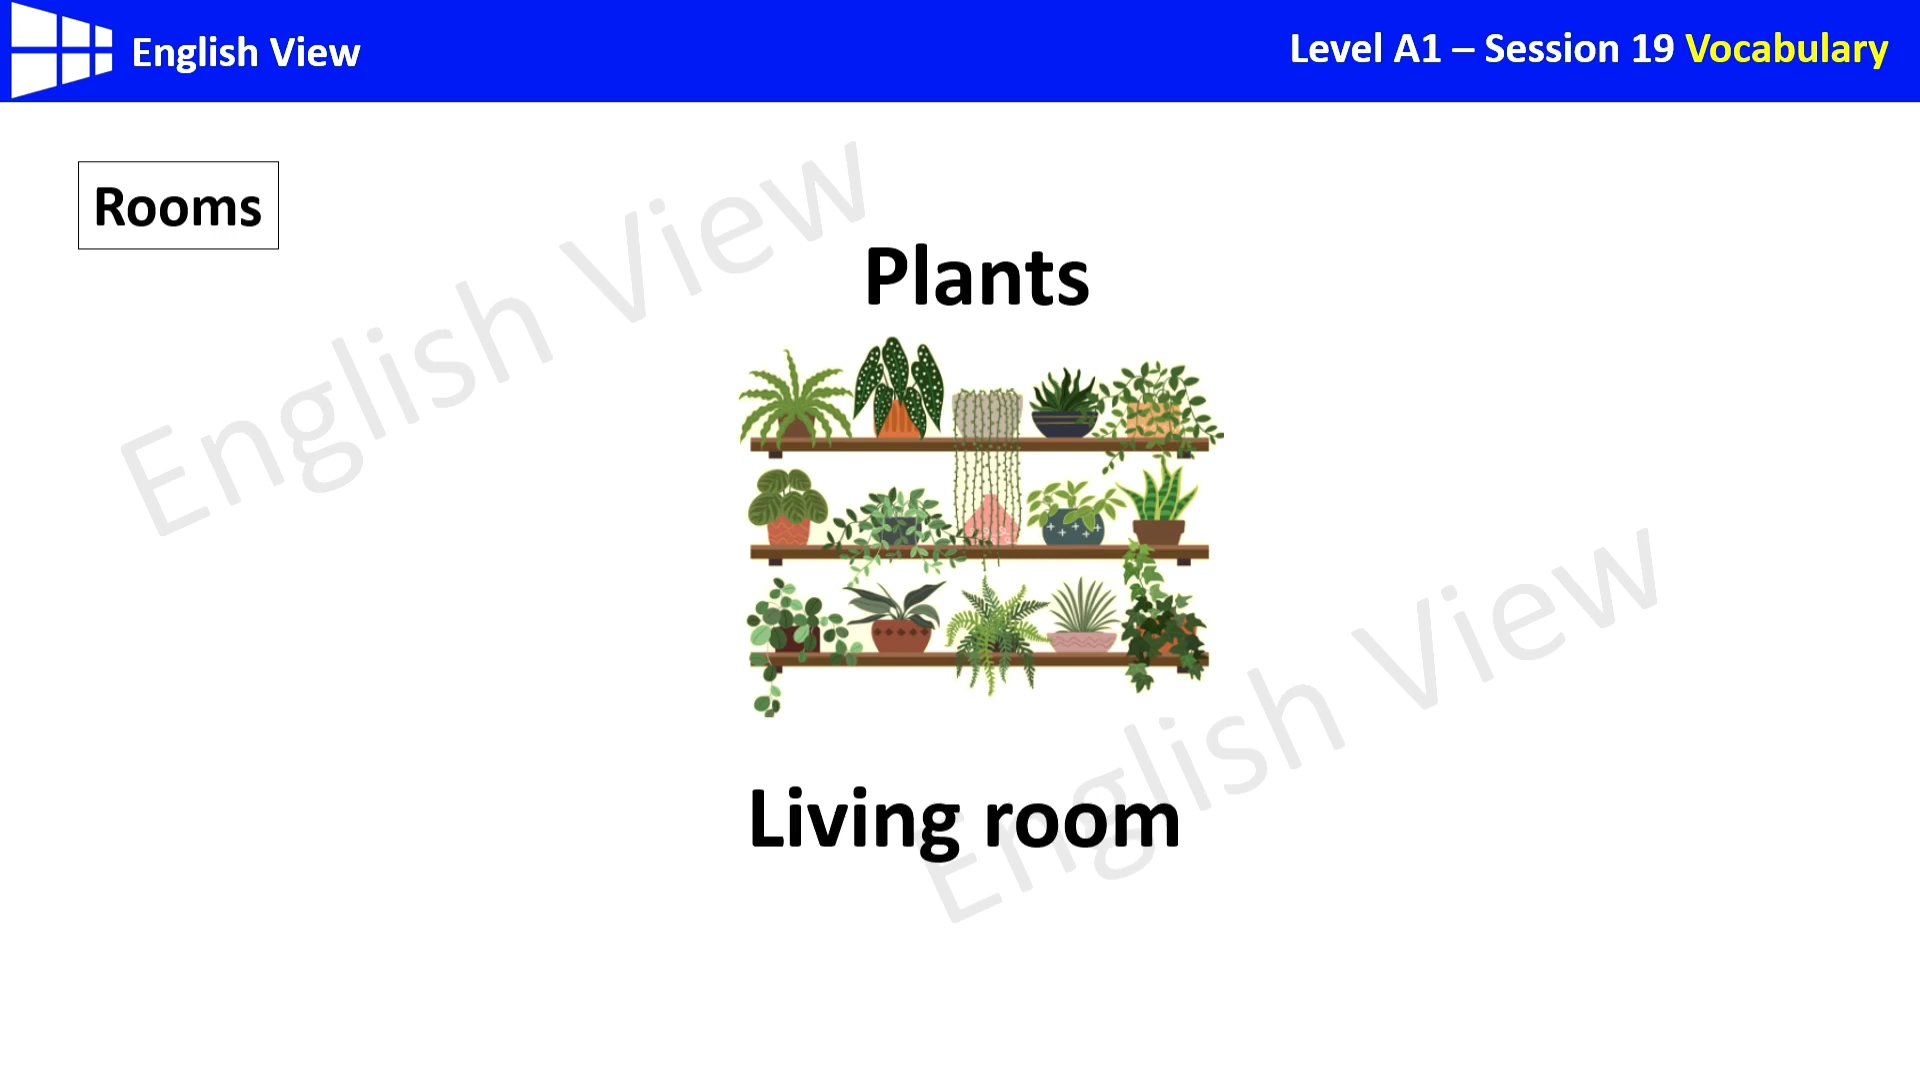 English View
Level A1 – Session 19 Vocabulary
Rooms
Plants
Living room
English View
English View